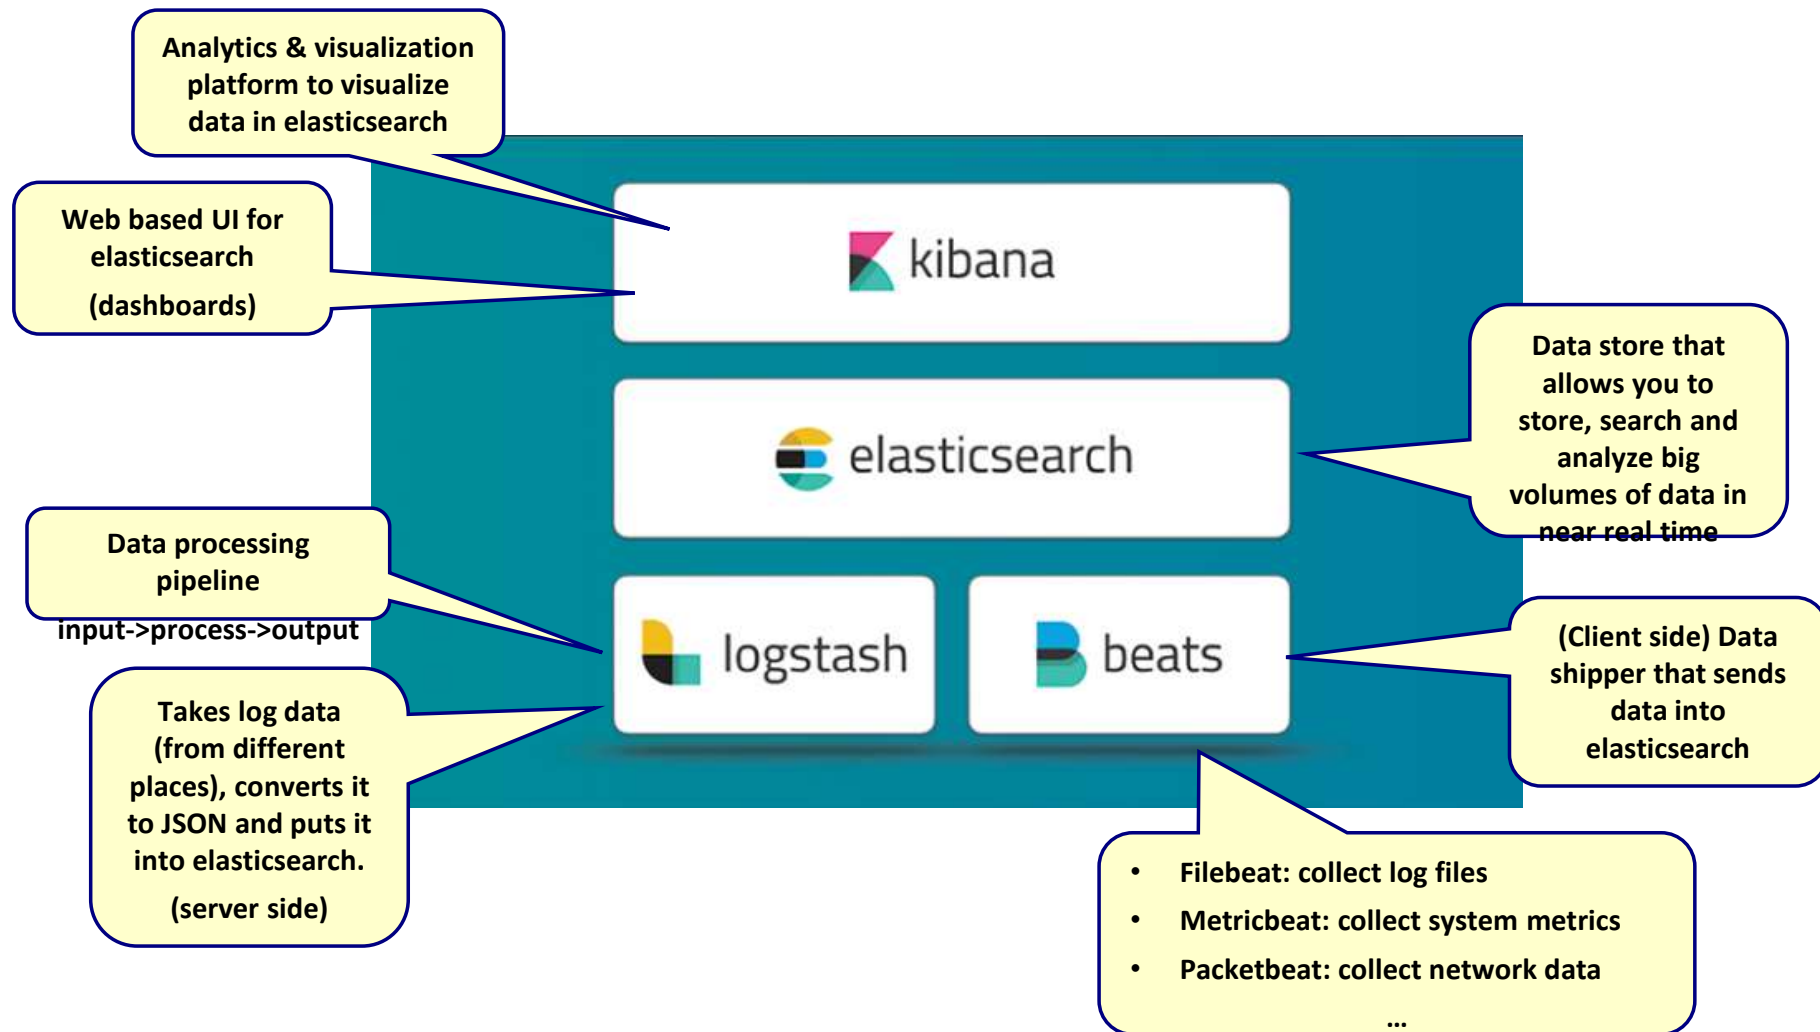 Analytics & visualization
platform to visualize
data in elasticsearch
Web based UI for
elasticsearch
(dashboards)
kibana
Data store that
allows you to
store, search and
analyze big
volumes of data in
near real time
elasticsearch
Data processing
pipeline
input->process->output
logstash
beats
(Client side) Data
shipper that sends
data into
elasticsearch
Takes log data
(from different
places), converts it
to JSON and puts it
into elasticsearch.
(server side)
• Filebeat: collect log files
• Metricbeat: collect system metrics
• Packetbeat: collect network data
...